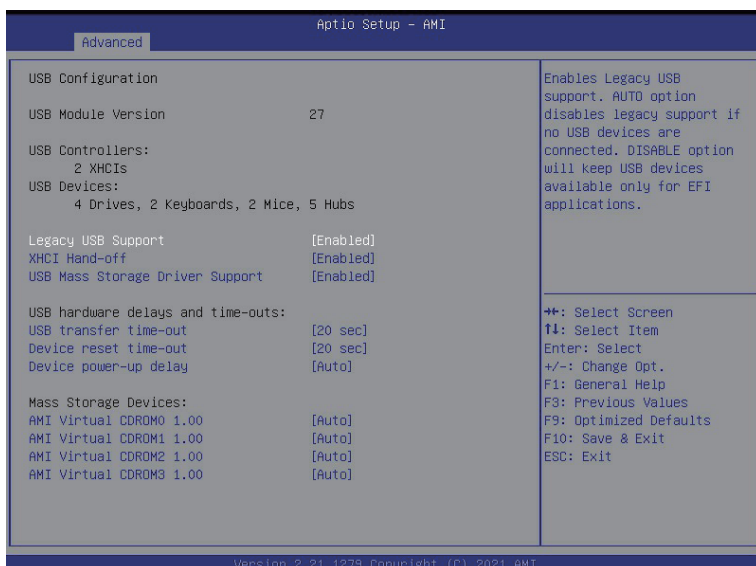 Aptio Setup – AMI
Advanced
USB Configuration
USB Module Version 27
USB Controllers:
2 XHCIs
USB Devices:
4 Drives, 2 Keyboards, 2 Mice, 5 Hubs
Legacy USB Support [Enabled]
XHCI Hand-off [Enabled]
USB Mass Storage Driver Support [Enabled]
USB hardware delays and time-outs:
USB transfer time-out [20 sec]
Device reset time-out [20 sec]
Device power-up delay [Auto]
Mass Storage Devices:
AMI Virtual CDROM0 1.00 [Auto]
AMI Virtual CDROM1 1.00 [Auto]
AMI Virtual CDROM2 1.00 [Auto]
AMI Virtual CDROM3 1.00 [Auto]
Enables Legacy USB
support. AUTO option
disables legacy support if
no USB devices are
connected. DISABLE option
will keep USB devices
available only for EFI
applications.
→←: Select Screen
↑↓: Select Item
Enter: Select
+/-: Change Opt.
F1: General Help
F3: Previous Values
F9: Optimized Defaults
F10: Save & Exit
ESC: Exit
Version 2.21.1279 Copyright (C) 2021 AMI